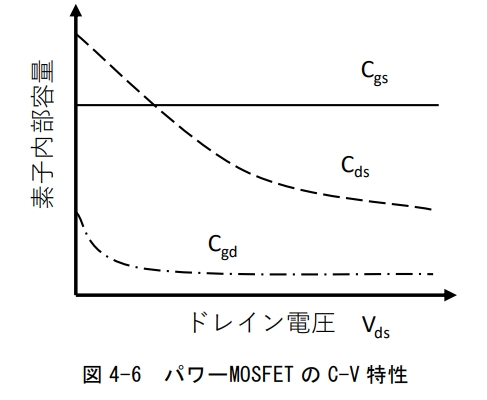 素子内部容量
Cgs
Cds
Cgd
ドレイン電圧 Vds
図 4-6 パワーMOSFET の C-V 特性